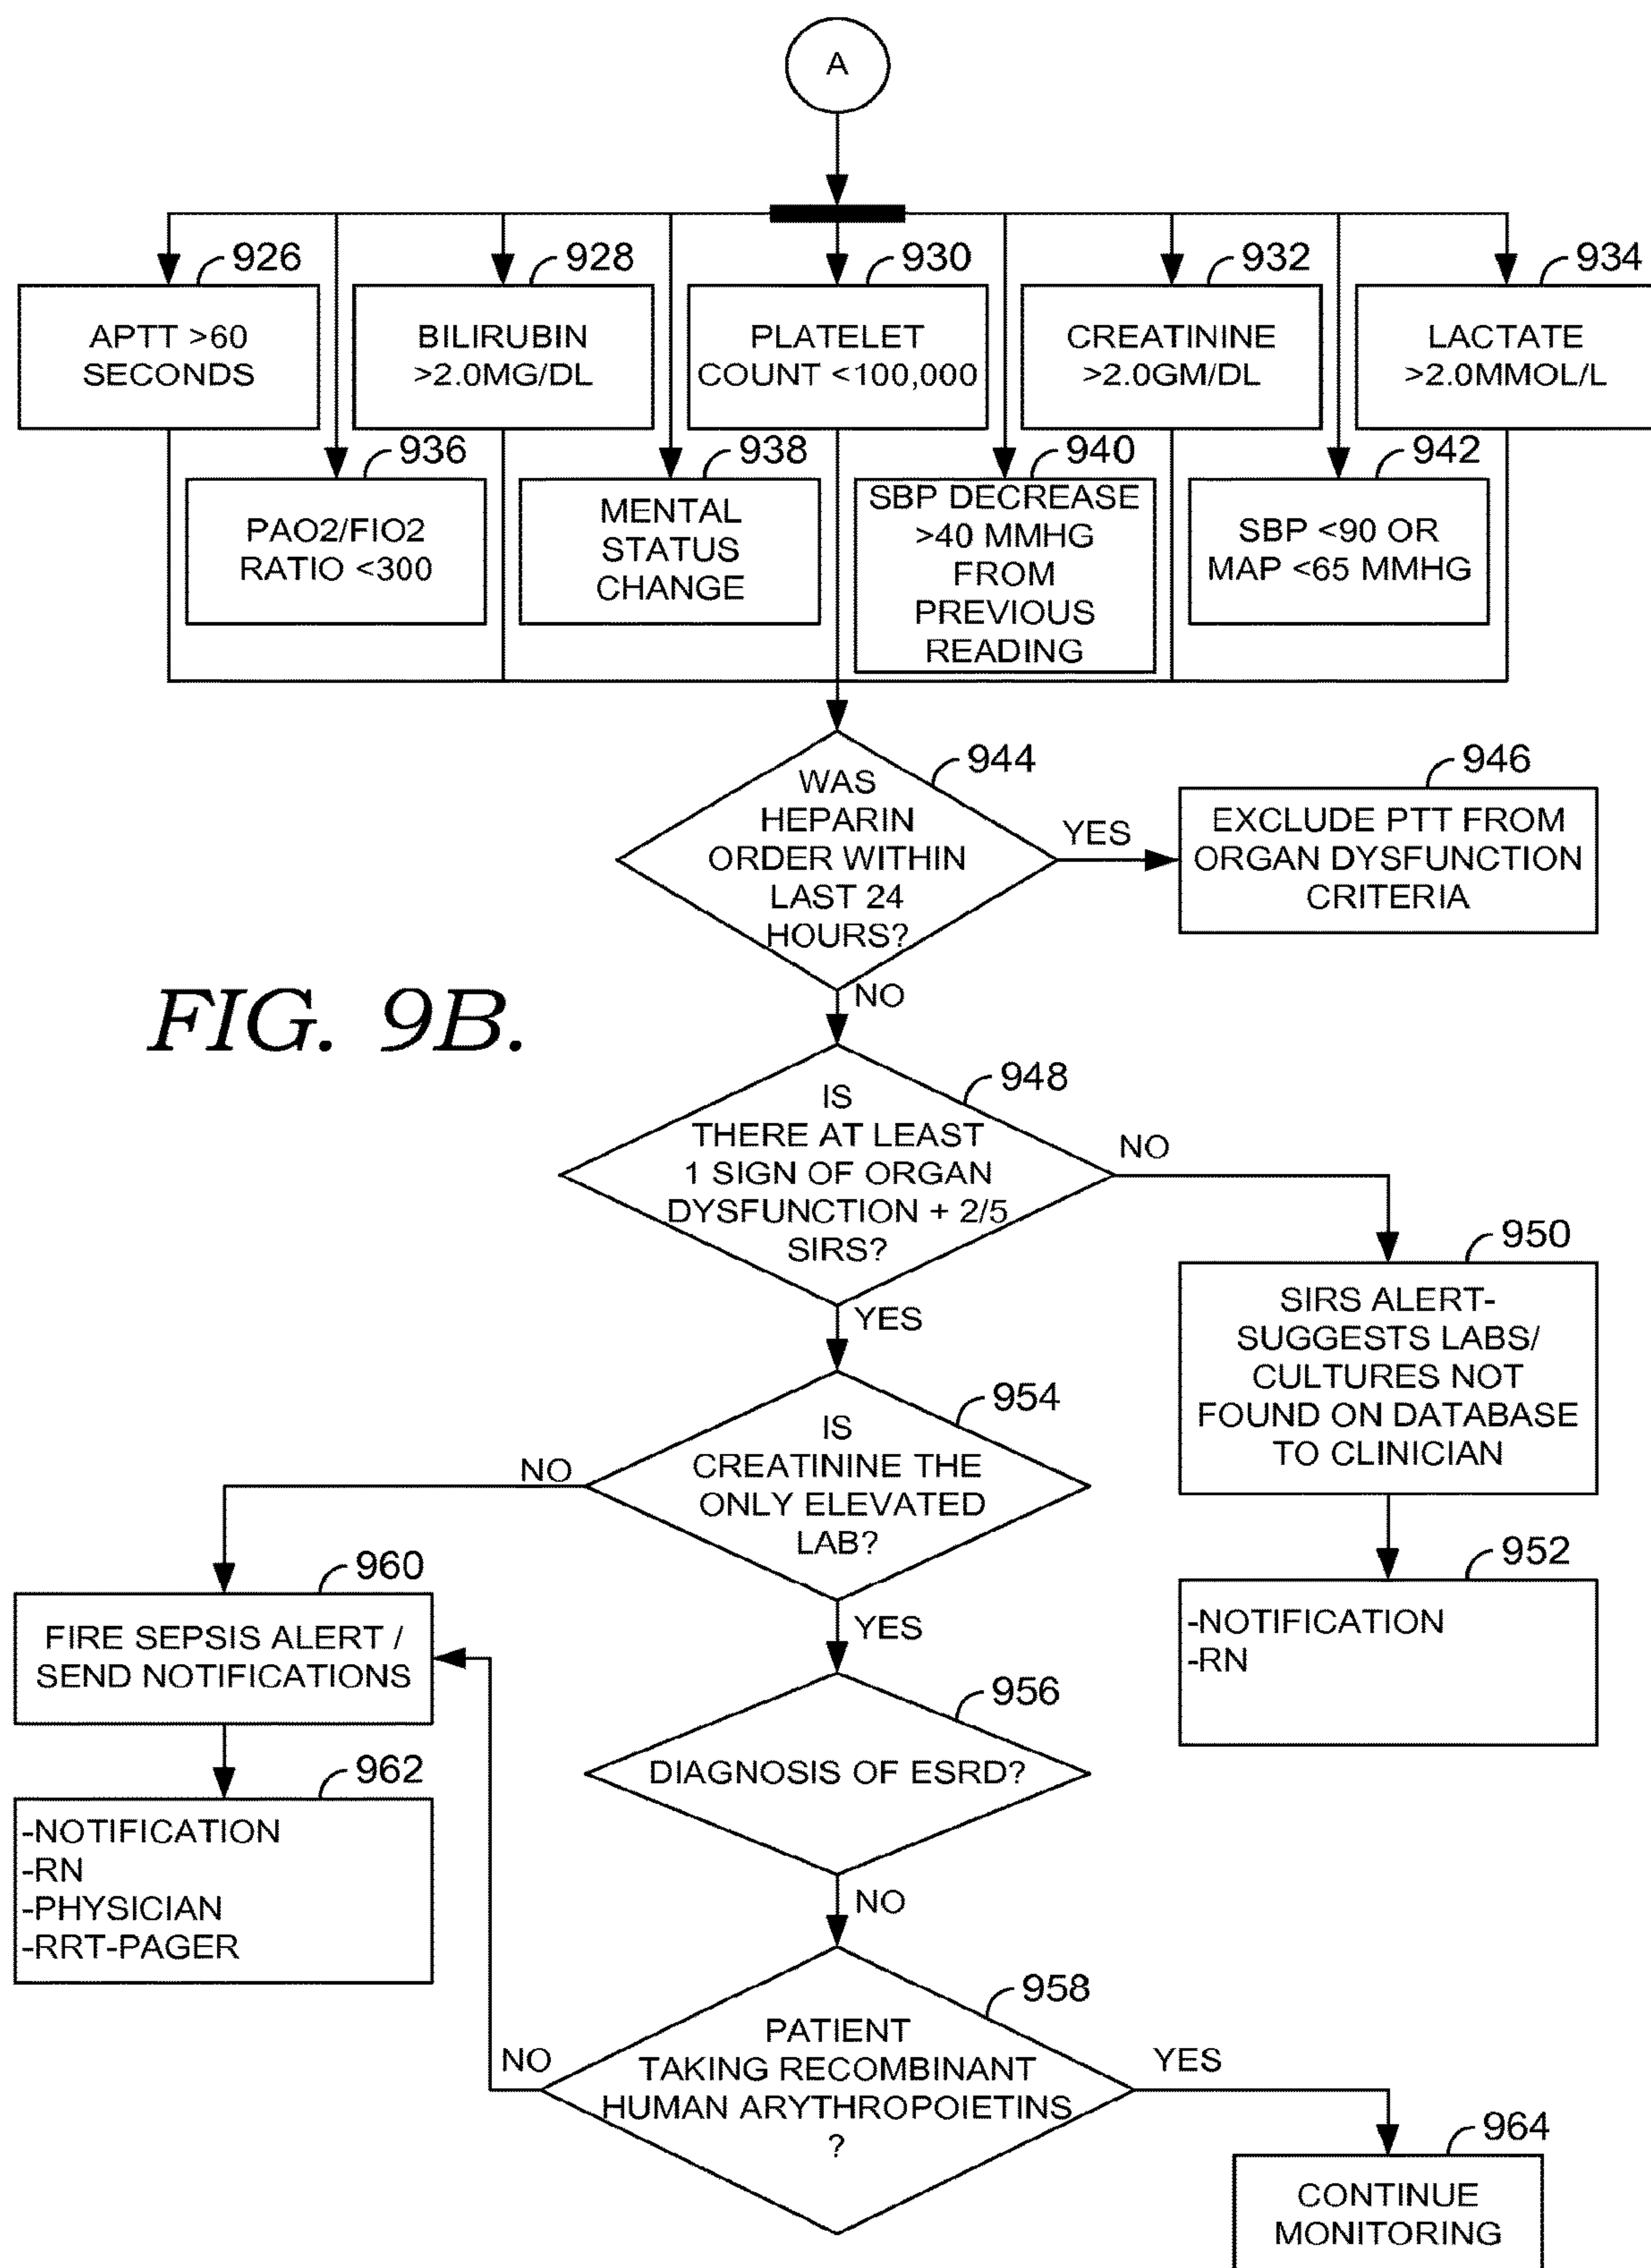 A
926
928
930
932
934
APTT >60
SECONDS
BILIRUBIN
>2.0MG/DL
PLATELET
COUNT <100,000
CREATININE
>2.0GM/DL
LACTATE
>2.0MMOL/L
936
938
940
942
PAO2/FIO2
RATIO <300
MENTAL
STATUS
CHANGE
SBP DECREASE
>40 MMHG
FROM
PREVIOUS
READING
SBP <90 OR
MAP <65 MMHG
944
WAS
HEPARIN
ORDER WITHIN
LAST 24
HOURS?
YES
946
EXCLUDE PTT FROM
ORGAN DYSFUNCTION
CRITERIA
NO
FIG. 9B.
948
IS
THERE AT LEAST
1 SIGN OF ORGAN
DYSFUNCTION + 2/5
SIRS?
NO
950
SIRS ALERT-
SUGGESTS LABS/
CULTURES NOT
FOUND ON DATABASE
TO CLINICIAN
YES
952
-NOTIFICATION
-RN
954
IS
CREATININE THE
ONLY ELEVATED
LAB?
NO
960
FIRE SEPSIS ALERT /
SEND NOTIFICATIONS
YES
956
DIAGNOSIS OF ESRD?
962
-NOTIFICATION
-RN
-PHYSICIAN
-RRT-PAGER
NO
958
PATIENT
TAKING RECOMBINANT
HUMAN ARYTHROPOIETINS
?
NO
YES
964
CONTINUE
MONITORING